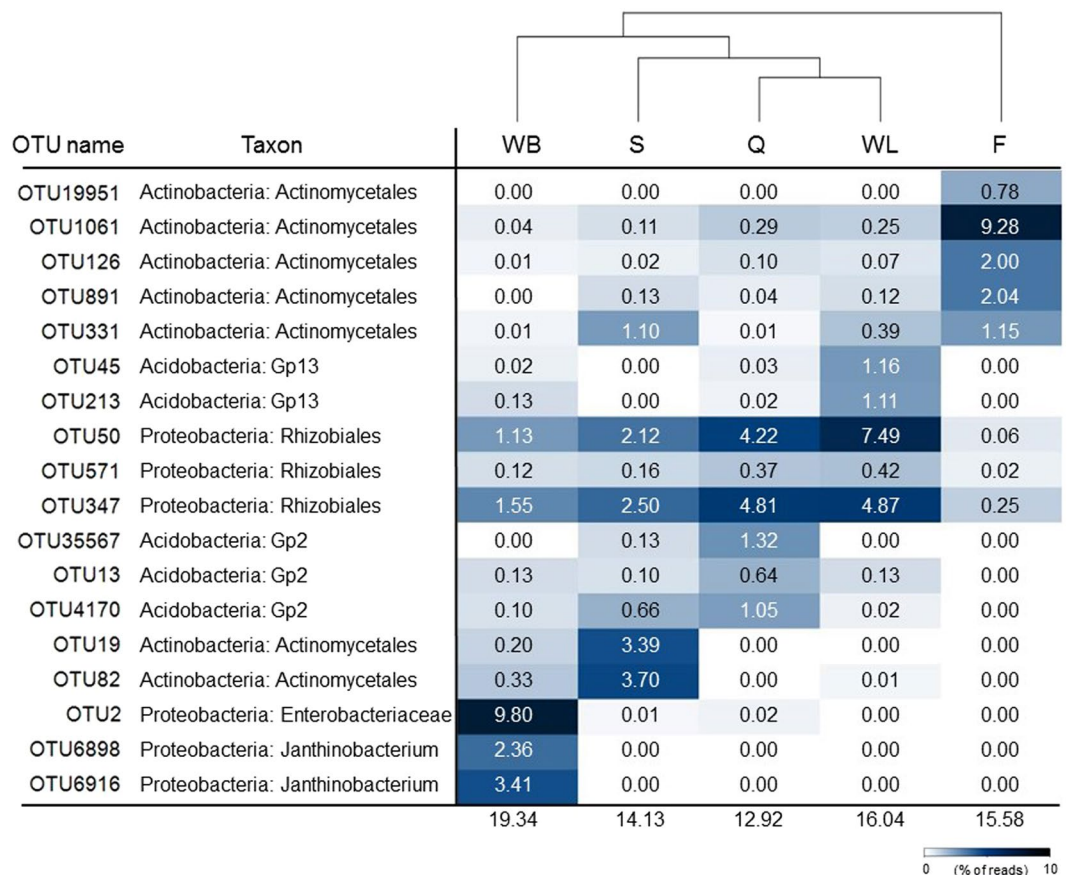 OTU name Taxon WB S Q WL F
OTU19951 Actinobacteria: Actinomycetales 0.00 0.00 0.00 0.00 0.78
OTU1061 Actinobacteria: Actinomycetales 0.04 0.11 0.29 0.25 9.28
OTU126 Actinobacteria: Actinomycetales 0.01 0.02 0.10 0.07 2.00
OTU891 Actinobacteria: Actinomycetales 0.00 0.13 0.04 0.12 2.04
OTU331 Actinobacteria: Actinomycetales 0.01 1.10 0.01 0.39 1.15
OTU45 Acidobacteria: Gp13 0.02 0.00 0.03 1.16 0.00
OTU213 Acidobacteria: Gp13 0.13 0.00 0.02 1.11 0.00
OTU50 Proteobacteria: Rhizobiales 1.13 2.12 4.22 7.49 0.06
OTU571 Proteobacteria: Rhizobiales 0.12 0.16 0.37 0.42 0.02
OTU347 Proteobacteria: Rhizobiales 1.55 2.50 4.81 4.87 0.25
OTU35567 Acidobacteria: Gp2 0.00 0.13 1.32 0.00 0.00
OTU13 Acidobacteria: Gp2 0.13 0.10 0.64 0.13 0.00
OTU4170 Acidobacteria: Gp2 0.10 0.66 1.05 0.02 0.00
OTU19 Actinobacteria: Actinomycetales 0.20 3.39 0.00 0.00 0.00
OTU82 Actinobacteria: Actinomycetales 0.33 3.70 0.00 0.01 0.00
OTU2 Proteobacteria: Enterobacteriaceae 9.80 0.01 0.02 0.00 0.00
OTU6898 Proteobacteria: Janthinobacterium 2.36 0.00 0.00 0.00 0.00
OTU6916 Proteobacteria: Janthinobacterium 3.41 0.00 0.00 0.00 0.00
19.34 14.13 12.92 16.04 15.58
0 (% of reads) 10